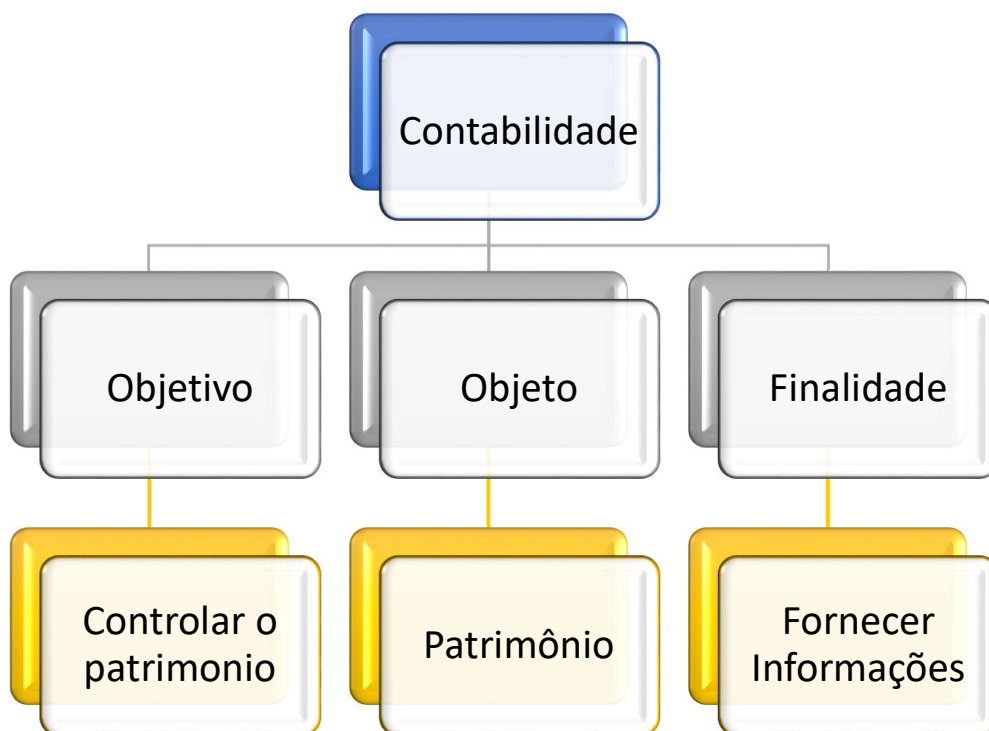 Contabilidade
Objetivo
Objeto
Finalidade
Controlar o
patrimonio
Patrimônio
Fornecer
Informações